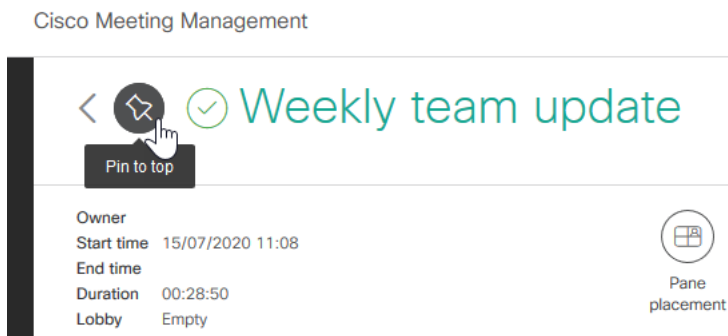 Cisco Meeting Management
Weekly team update
Pin to top
Owner
Start time 15/07/2020 11:08
End time
Duration 00:28:50
Lobby Empty
Pane
placement